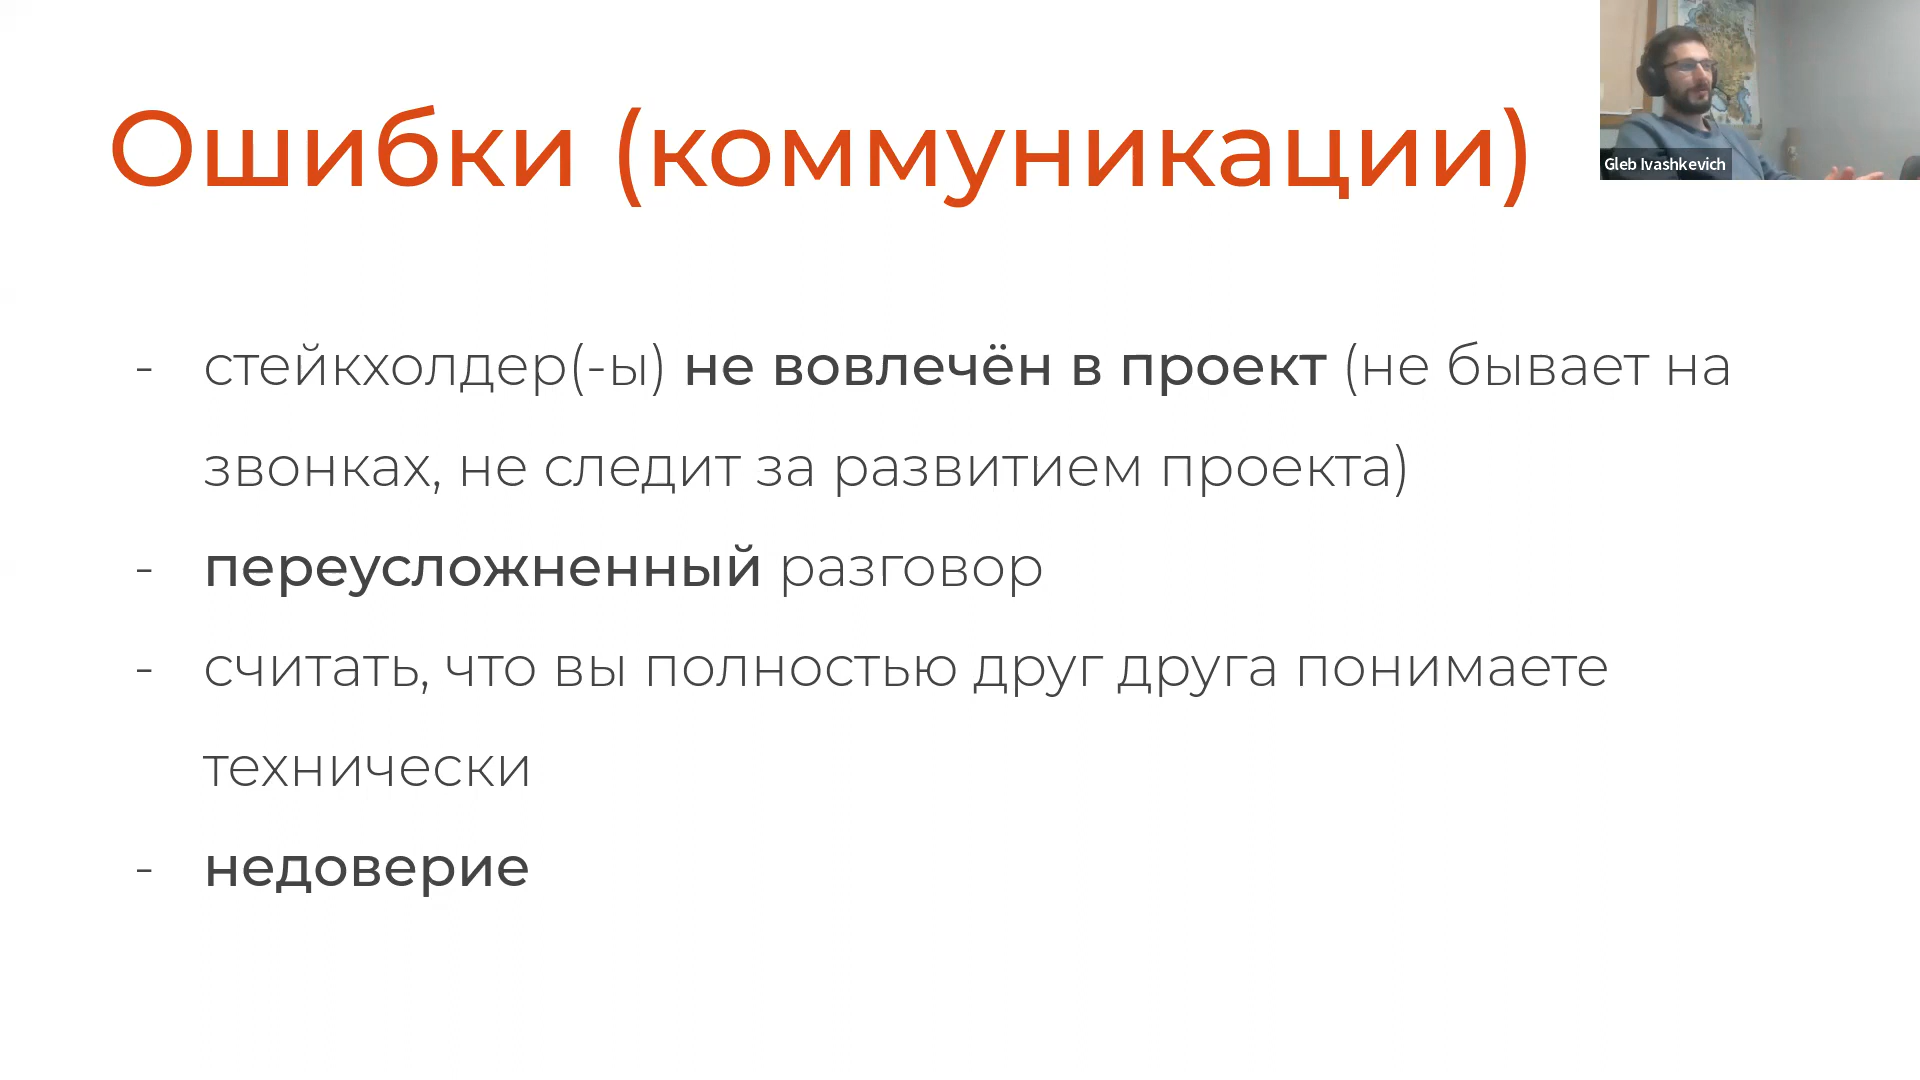 Ошибки (коммуникации)
Gleb Ivashkevich
- стейкхолдер(-ы) не вовлечён в проект (не бывает на
звонках, не следит за развитием проекта)
- переусложненный разговор
- считать, что вы полностью друг друга понимаете
технически
- недоверие